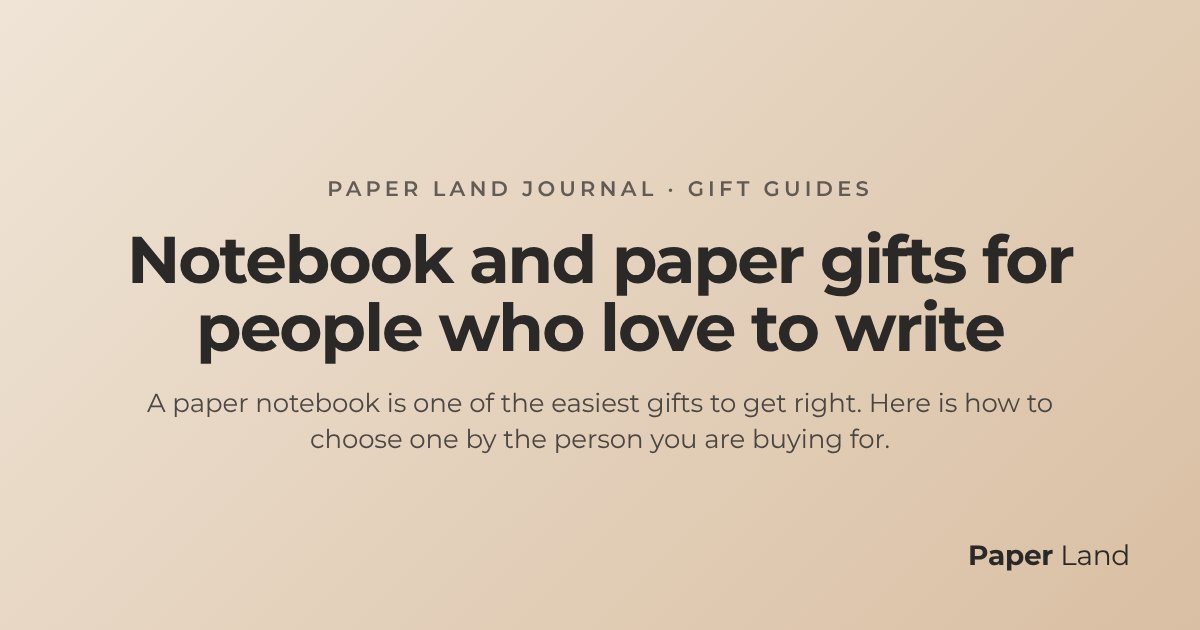 PAPER LAND JOURNAL · GIFT GUIDES
Notebook and paper gifts for
people who love to write
A paper notebook is one of the easiest gifts to get right. Here is how to
choose one by the person you are buying for.
Paper Land